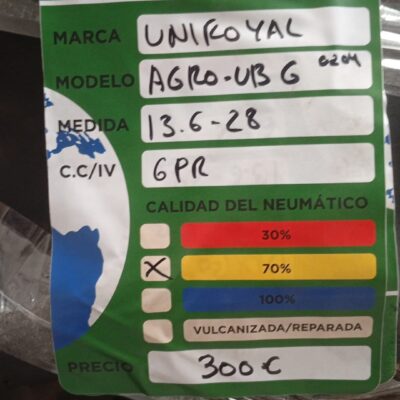 MARCA UNIROYAL
MODELO AGRO-UB G
MEDIDA 13.6-28
C.C/IV 6PR
CALIDAD DEL NEUMÁTICO
30%
X 70%
100%
VULCANIZADA/REPARADA
PRECIO 300€